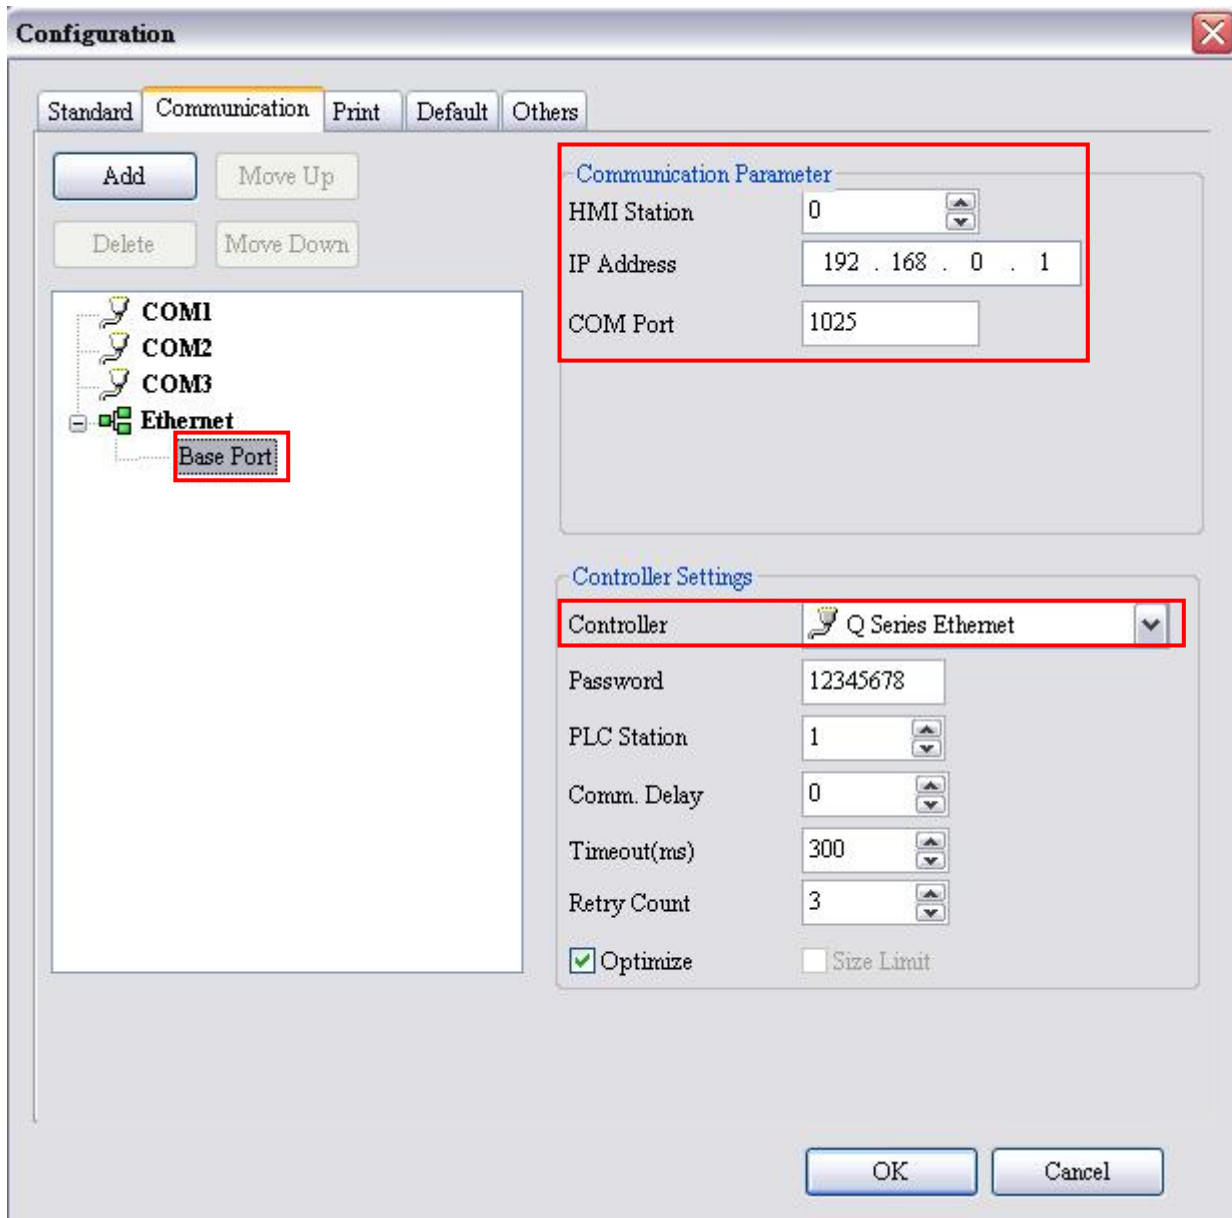 Configuration
Standard Communication Print Default Others
Add Move Up
Delete Move Down
COM1
COM2
COM3
Ethernet
Base Port
Communication Parameter
HMI Station 0
IP Address 192 . 168 . 0 . 1
COM Port 1025
Controller Settings
Controller Q Series Ethernet
Password 12345678
PLC Station 1
Comm. Delay 0
Timeout(ms) 300
Retry Count 3
Optimize Size Limit
OK Cancel